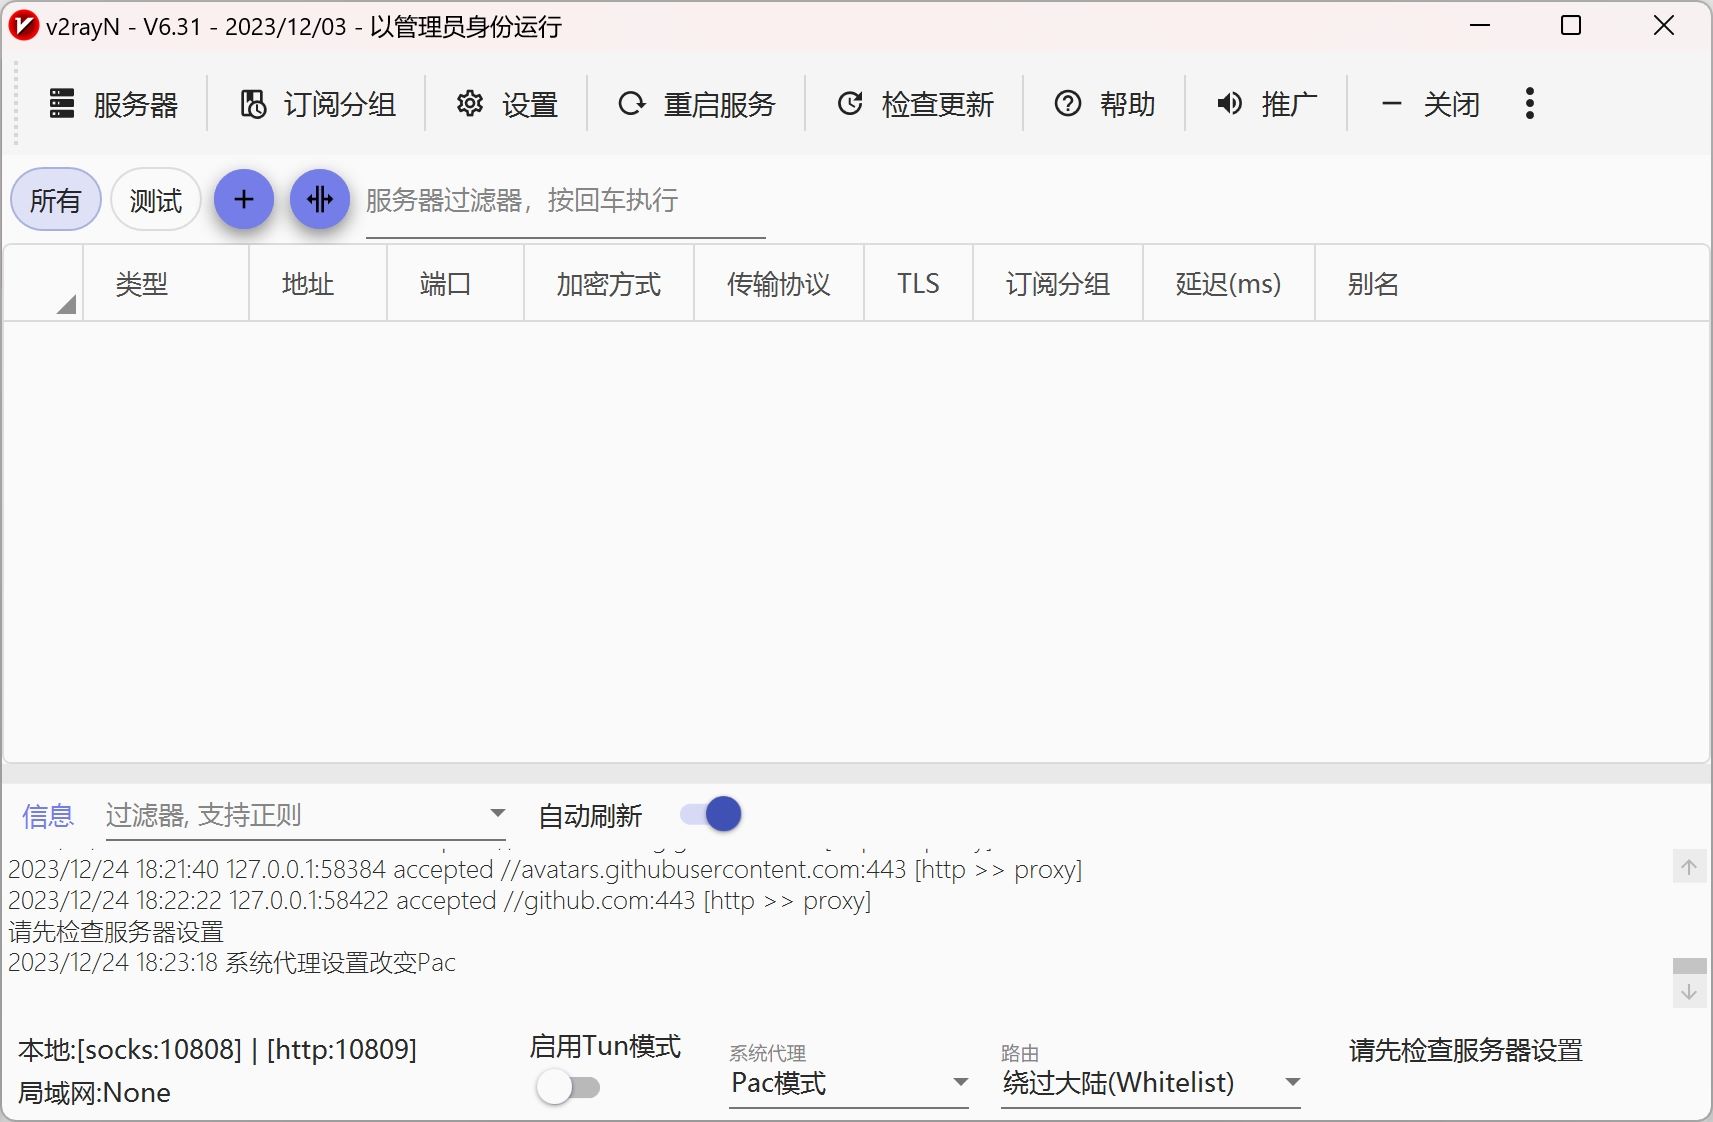 v2rayN - V6.31 - 2023/12/03 - 以管理员身份运行
服务器 订阅分组 设置 重启服务 检查更新 帮助 推广 关闭
所有 测试 服务器过滤器，按回车执行
类型 地址 端口 加密方式 传输协议 TLS 订阅分组 延迟(ms) 别名
信息 过滤器, 支持正则 自动刷新
2023/12/24 18:21:40 127.0.0.1:58384 accepted //avatars.githubusercontent.com:443 [http >> proxy]
2023/12/24 18:22:22 127.0.0.1:58422 accepted //github.com:443 [http >> proxy]
请先检查服务器设置
2023/12/24 18:23:18 系统代理设置改变Pac
本地:[socks:10808] | [http:10809]
局域网:None
启用Tun模式
系统代理
Pac模式
路由
绕过大陆(Whitelist)
请先检查服务器设置